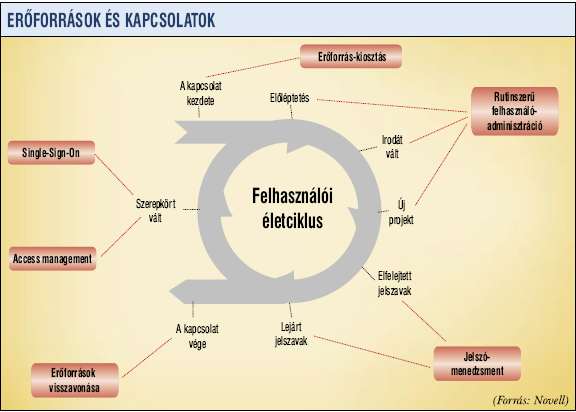 ERŐFORRÁSOK ÉS KAPCSOLATOK
Erőforrás-kiosztás
A kapcsolat
kezdete
Előléptetés
Rutinszerű
felhasználó-
adminisztráció
Irodát
vált
Single-Sign-On
Szerepkört
vált
Felhasználói
életciklus
Új
projekt
Access management
Elfelejtett
jelszavak
A kapcsolat
vége
Lejárt
jelszavak
Erőforrások
visszavonása
Jelszó-
menedzsment
(Forrás: Novell)